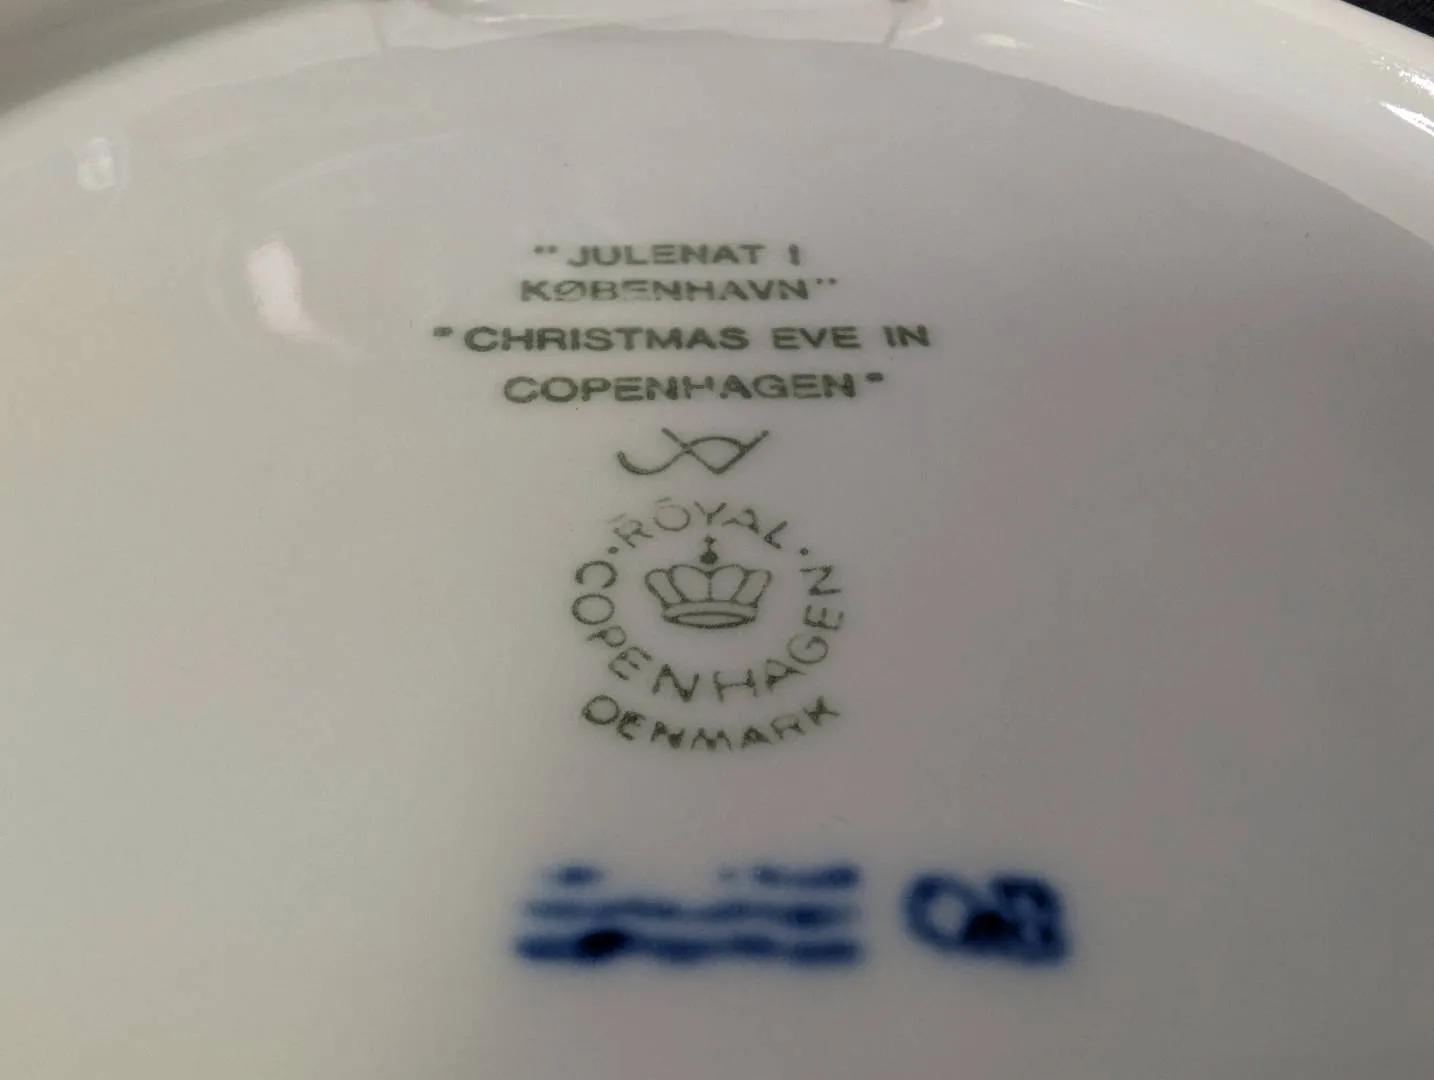 "JULENAT I
KØBENHAVN"
"CHRISTMAS EVE IN
COPENHAGEN"
ROYAL
COPENHAGEN
DENMARK